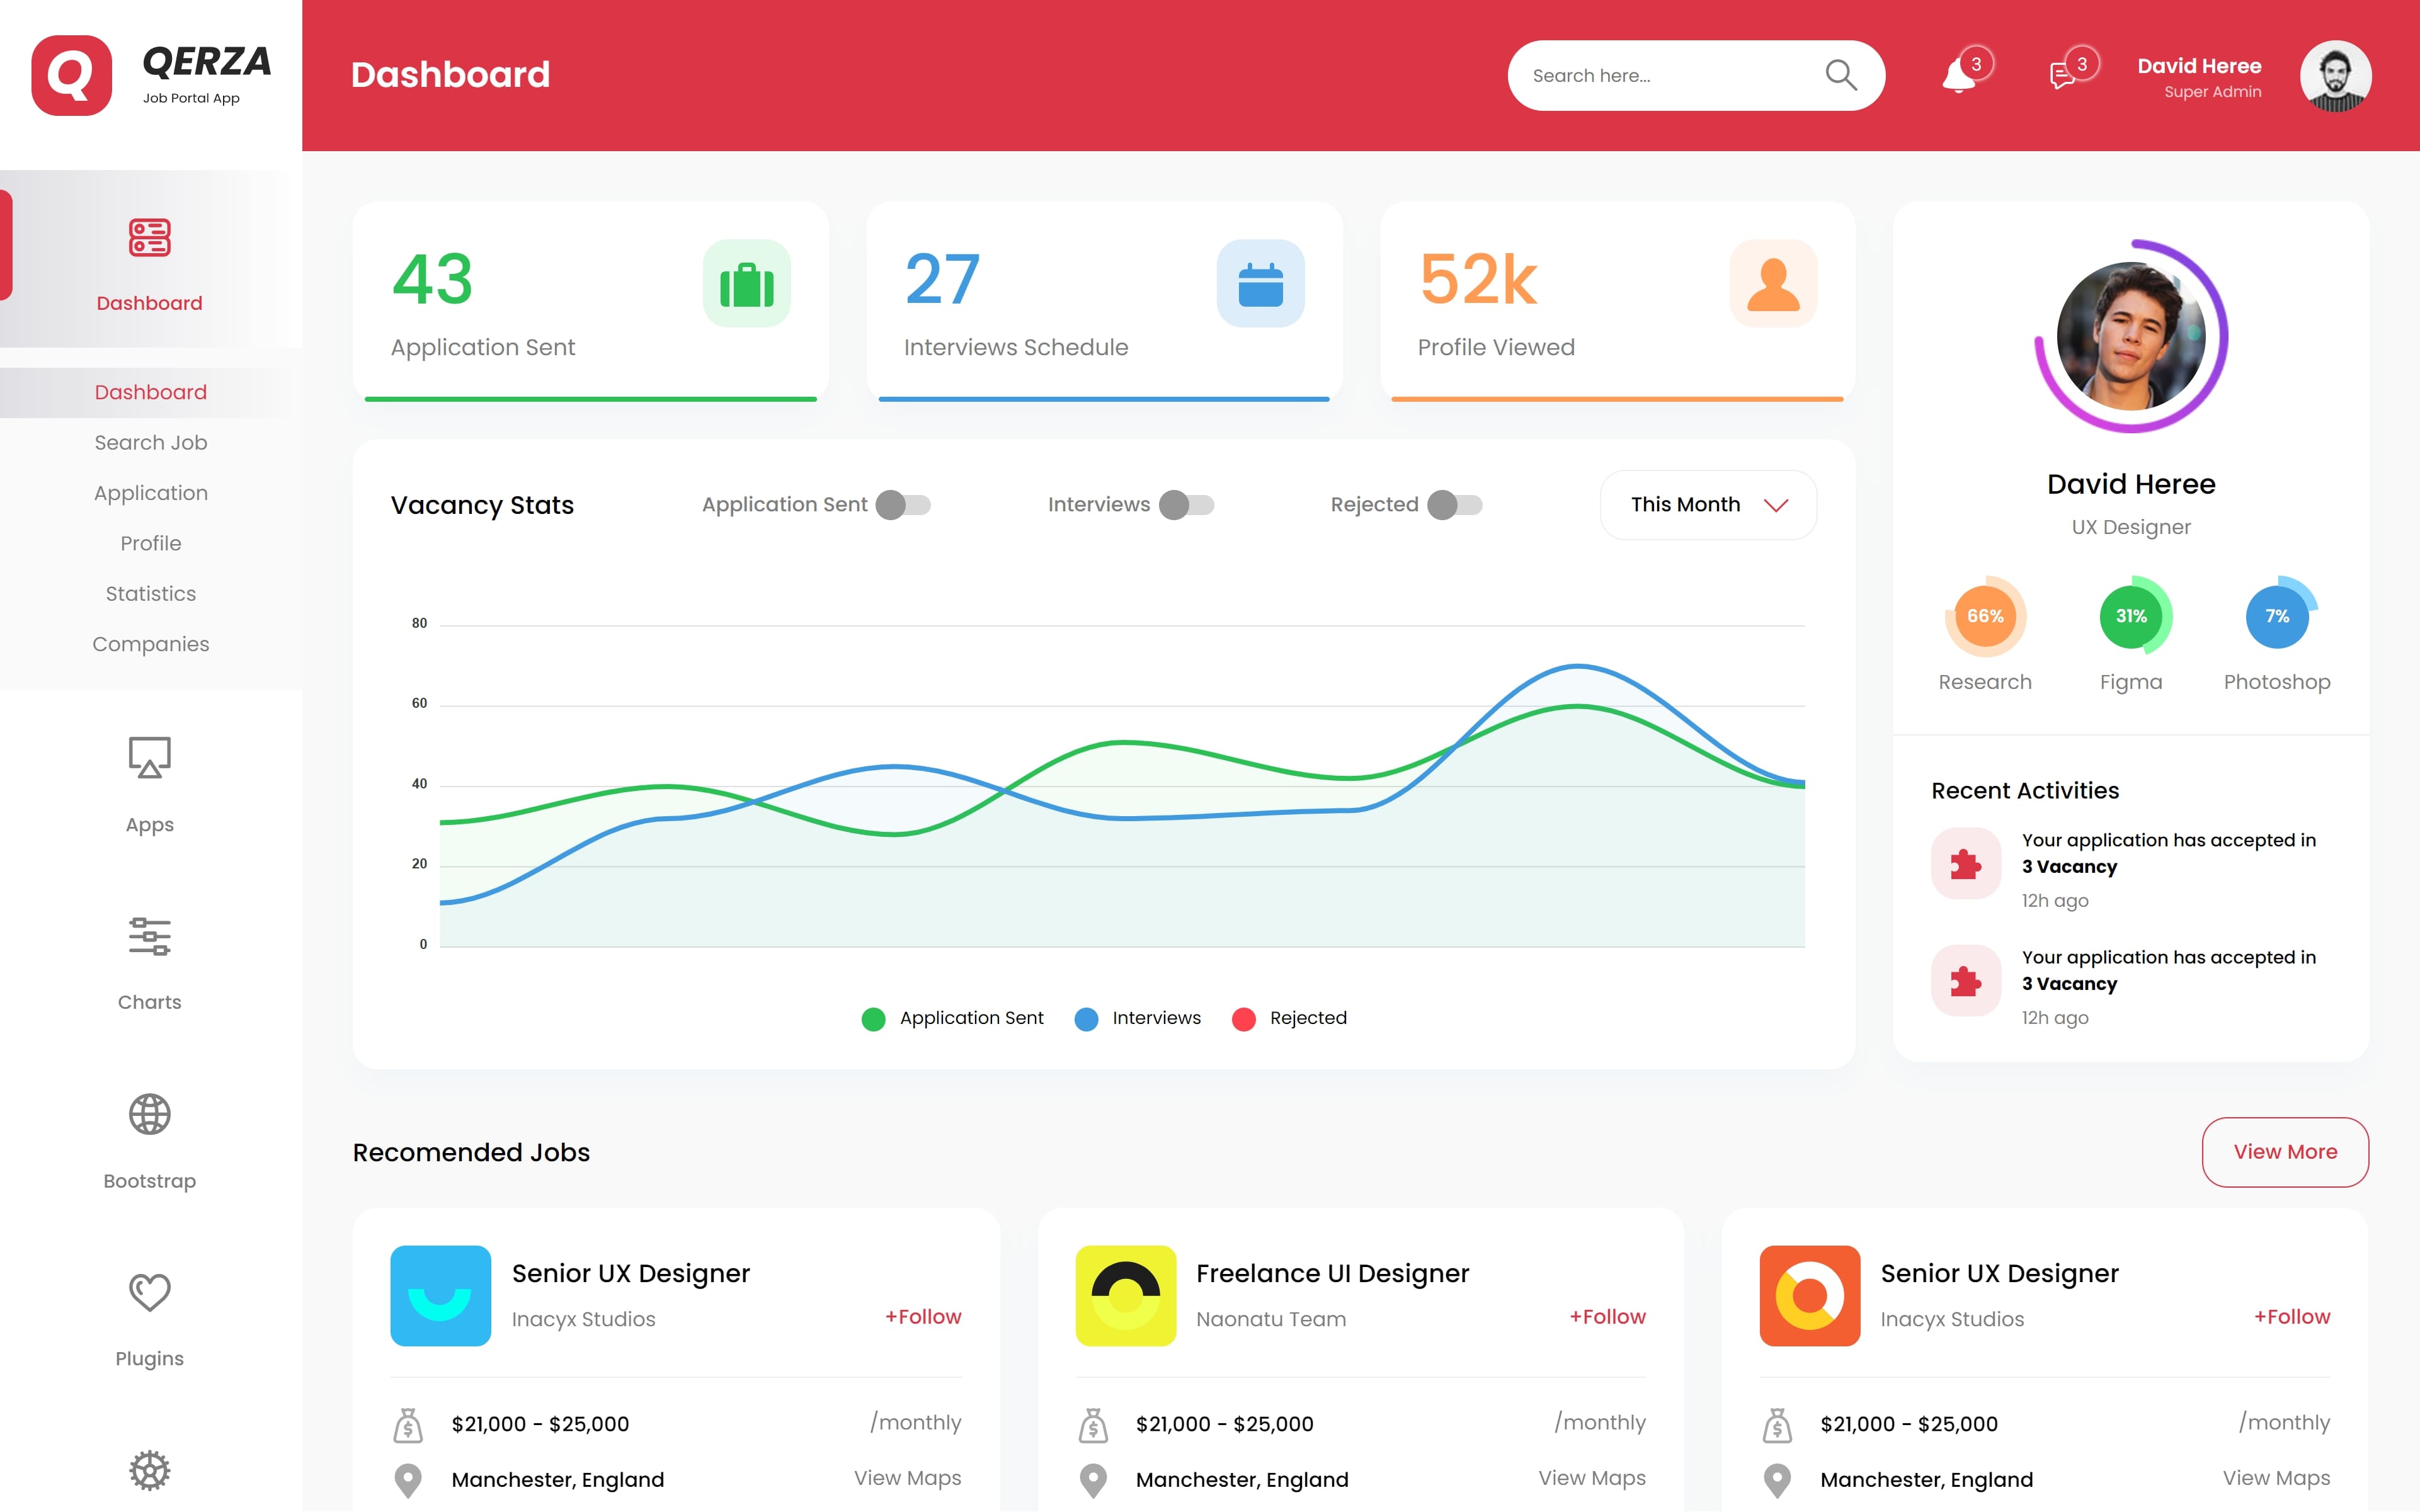 Q
QERZA
Job Portal App
Dashboard
Search here...
3
3
David Heree
Super Admin
Dashboard
Dashboard
Search Job
Application
Profile
Statistics
Companies
Apps
Charts
Bootstrap
Plugins
43
Application Sent
27
Interviews Schedule
52k
Profile Viewed
Vacancy Stats
Application Sent
Interviews
Rejected
This Month
80
60
40
20
0
Application Sent
Interviews
Rejected
David Heree
UX Designer
66%
31%
7%
Research
Figma
Photoshop
Recent Activities
Your application has accepted in
3 Vacancy
12h ago
Your application has accepted in
3 Vacancy
12h ago
Recomended Jobs
View More
Senior UX Designer
Inacyx Studios
+Follow
$
$21,000 - $25,000
/monthly
Manchester, England
View Maps
Freelance UI Designer
Naonatu Team
+Follow
$
$21,000 - $25,000
/monthly
Manchester, England
View Maps
Senior UX Designer
Inacyx Studios
+Follow
$
$21,000 - $25,000
/monthly
Manchester, England
View Maps